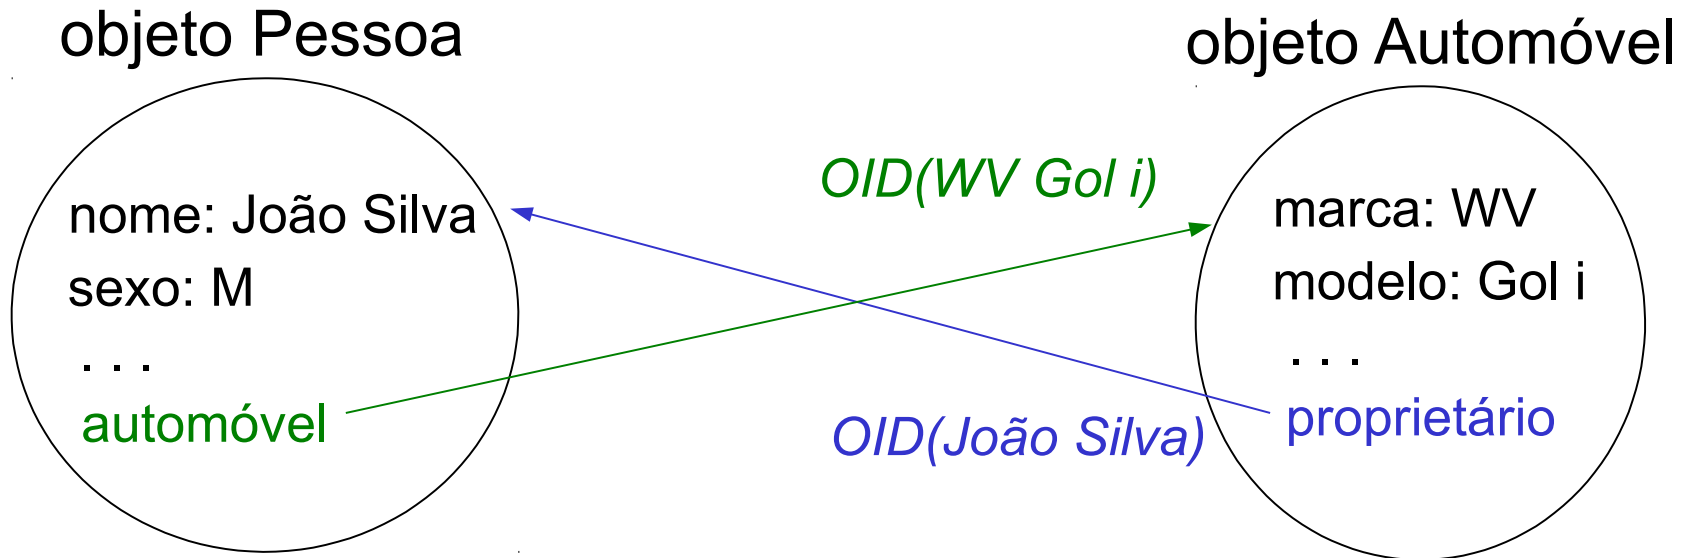 objeto Pessoa
nome: João Silva
sexo: M
. . .
automóvel
OID(WV Gol i)
OID(João Silva)
objeto Automóvel
marca: WV
modelo: Gol i
. . .
proprietário